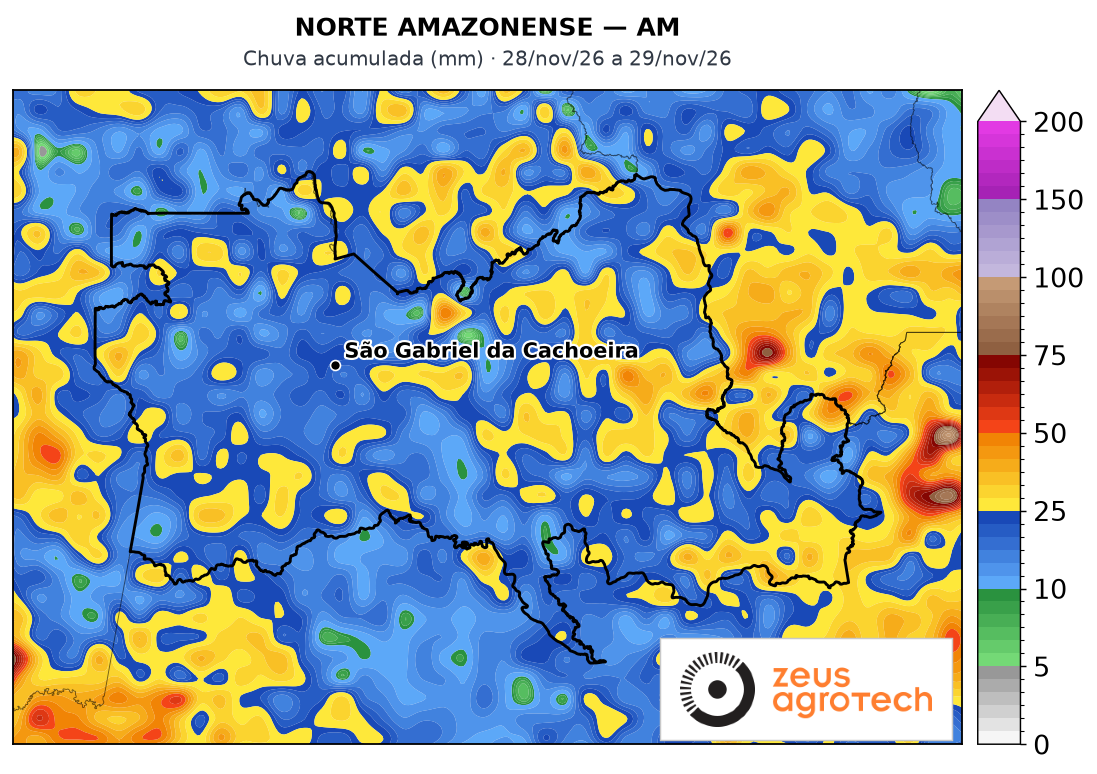 NORTE AMAZONENSE — AM
Chuva acumulada (mm) · 28/nov/26 a 29/nov/26
São Gabriel da Cachoeira
200
150
100
75
50
25
10
5
0
zeus
agrotech